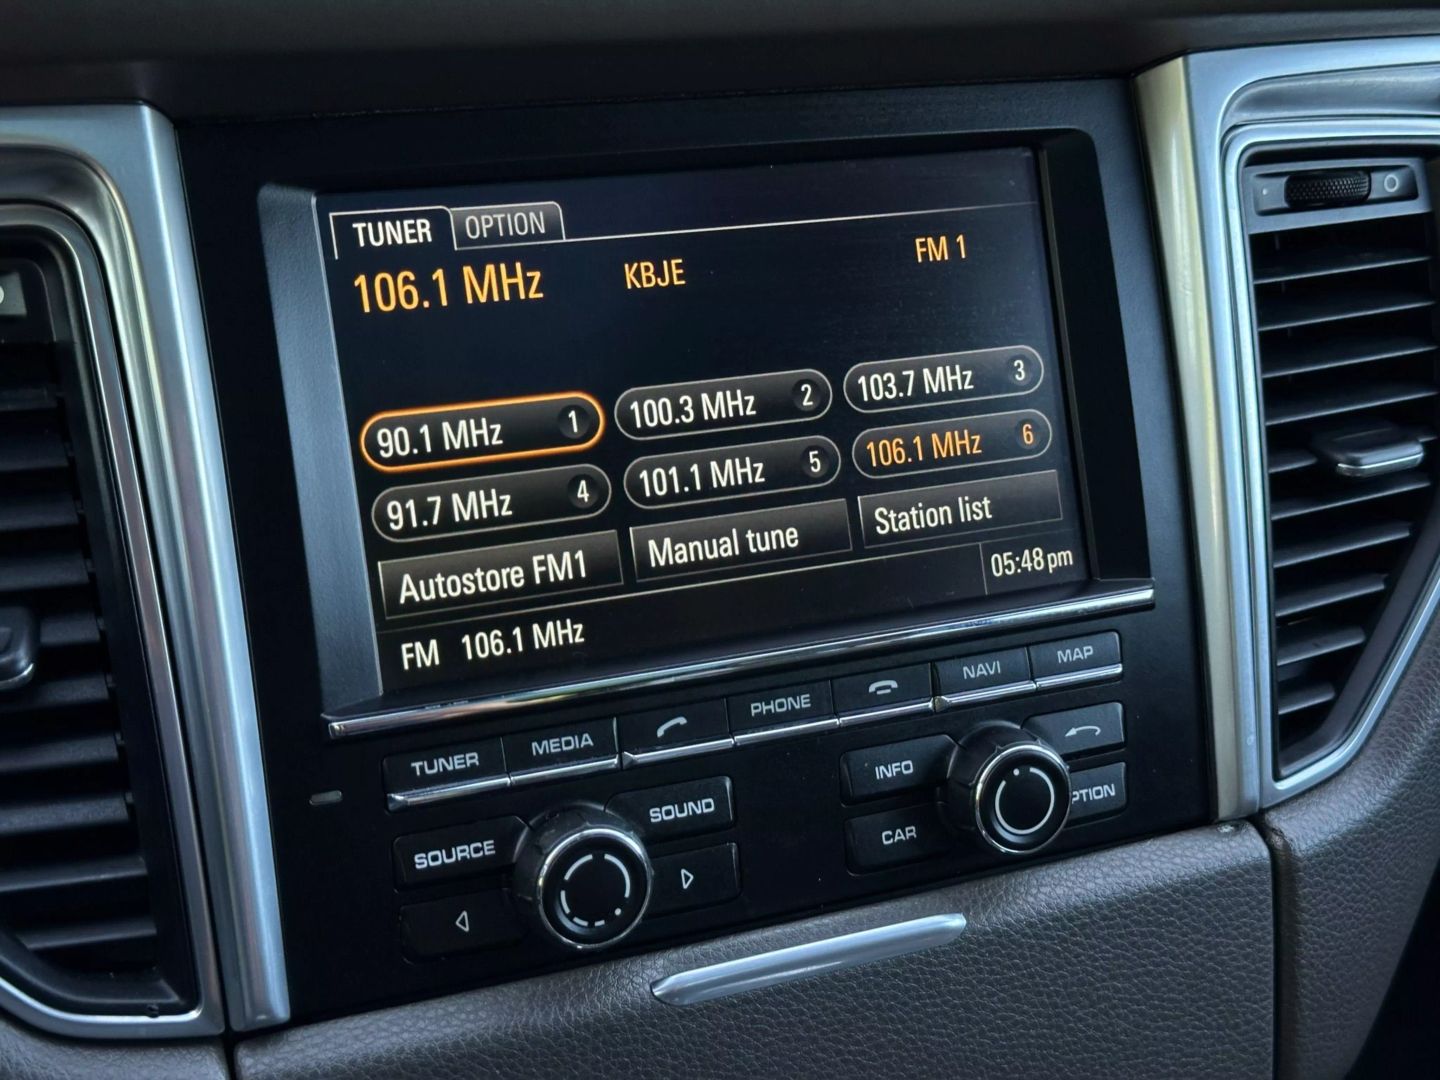 TUNER OPTION
106.1 MHz KBJE FM 1
90.1 MHz 1 100.3 MHz 2 103.7 MHz 3
91.7 MHz 4 101.1 MHz 5 106.1 MHz 6
Autostore FM1 Manual tune Station list
FM 106.1 MHz 05:48 pm
TUNER MEDIA PHONE NAVI MAP
SOURCE SOUND INFO
CAR PTION